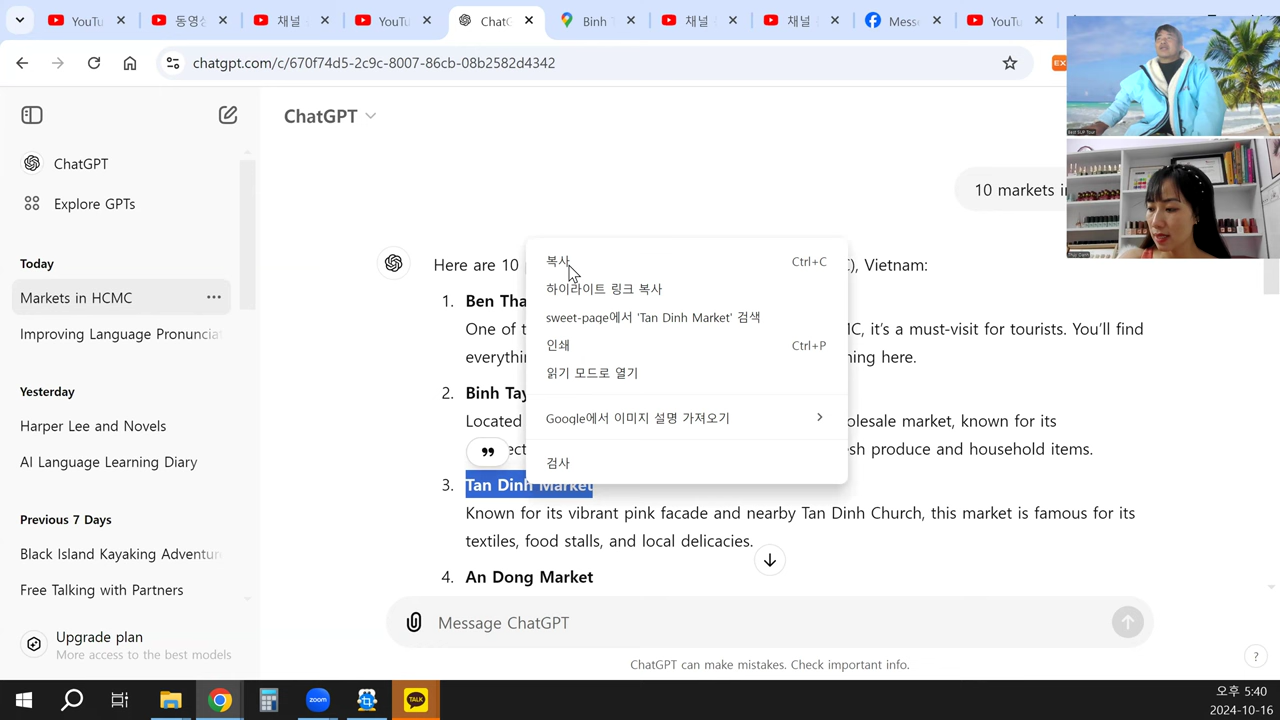 YouTu
동영상
채널
YouTu
ChatG
Binh T
채널
채널
Messe
YouTu
chatgpt.com/c/670f74d5-2c9c-8007-86cb-08b2582d4342
ChatGPT
ChatGPT
Explore GPTs
Today
Markets in HCMC
Improving Language Pronunciat
Yesterday
Harper Lee and Novels
AI Language Learning Diary
Previous 7 Days
Black Island Kayaking Adventur
Free Talking with Partners
Upgrade plan
More access to the best models
10 markets i
Here are 10
), Vietnam:
1. Ben Tha
One of t
MC, it's a must-visit for tourists. You'll find
everythin
ning here.
2. Binh Tay
Located
olesale market, known for its
ect
sh produce and household items.
3. Tan Dinh Market
Known for its vibrant pink facade and nearby Tan Dinh Church, this market is famous for its
textiles, food stalls, and local delicacies.
4. An Dong Market
복사 Ctrl+C
하이라이트 링크 복사
sweet-page에서 'Tan Dinh Market' 검색
인쇄 Ctrl+P
읽기 모드로 열기
Google에서 이미지 설명 가져오기
검사
Message ChatGPT
ChatGPT can make mistakes. Check important info.
?
zoom
TALK
오후 5:40
2024-10-16